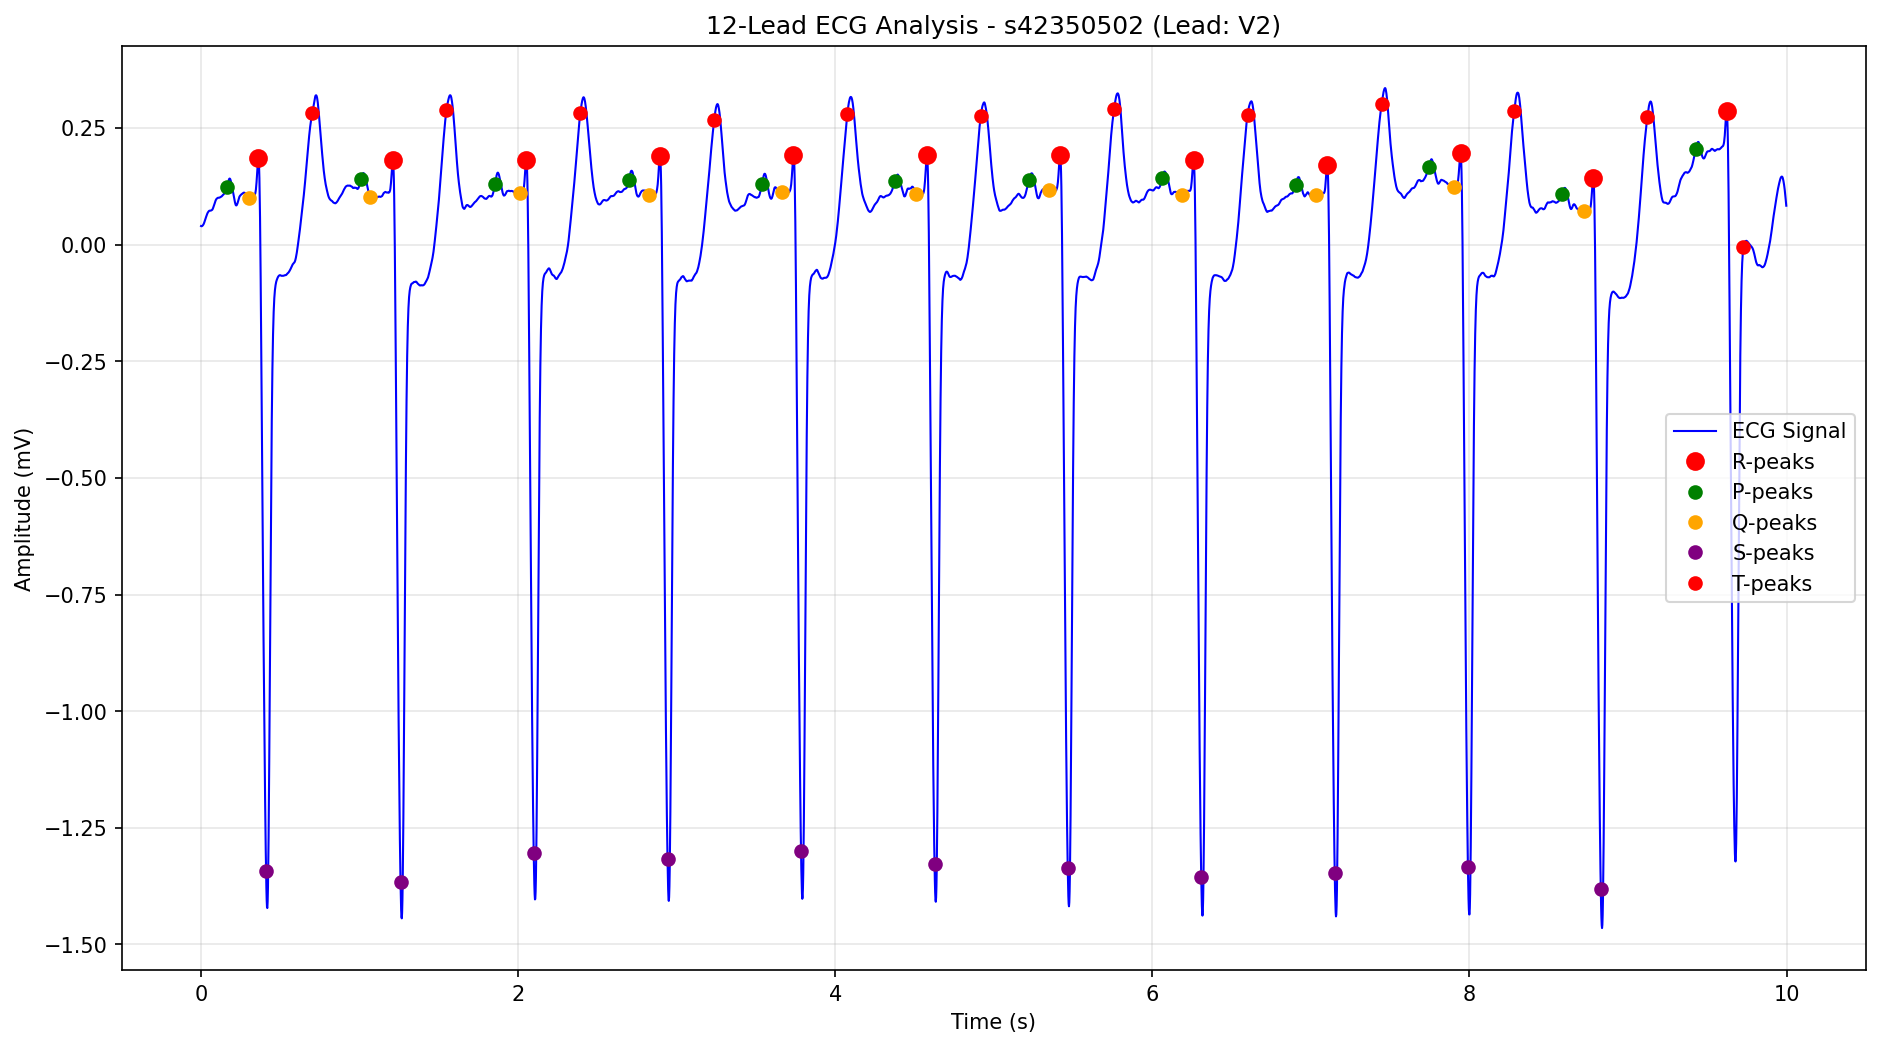 12-Lead ECG Analysis - s42350502 (Lead: V2)
Amplitude (mV)
0.25
0.00
−0.25
−0.50
−0.75
−1.00
−1.25
−1.50
ECG Signal
R-peaks
P-peaks
Q-peaks
S-peaks
T-peaks
0 2 4 6 8 10
Time (s)